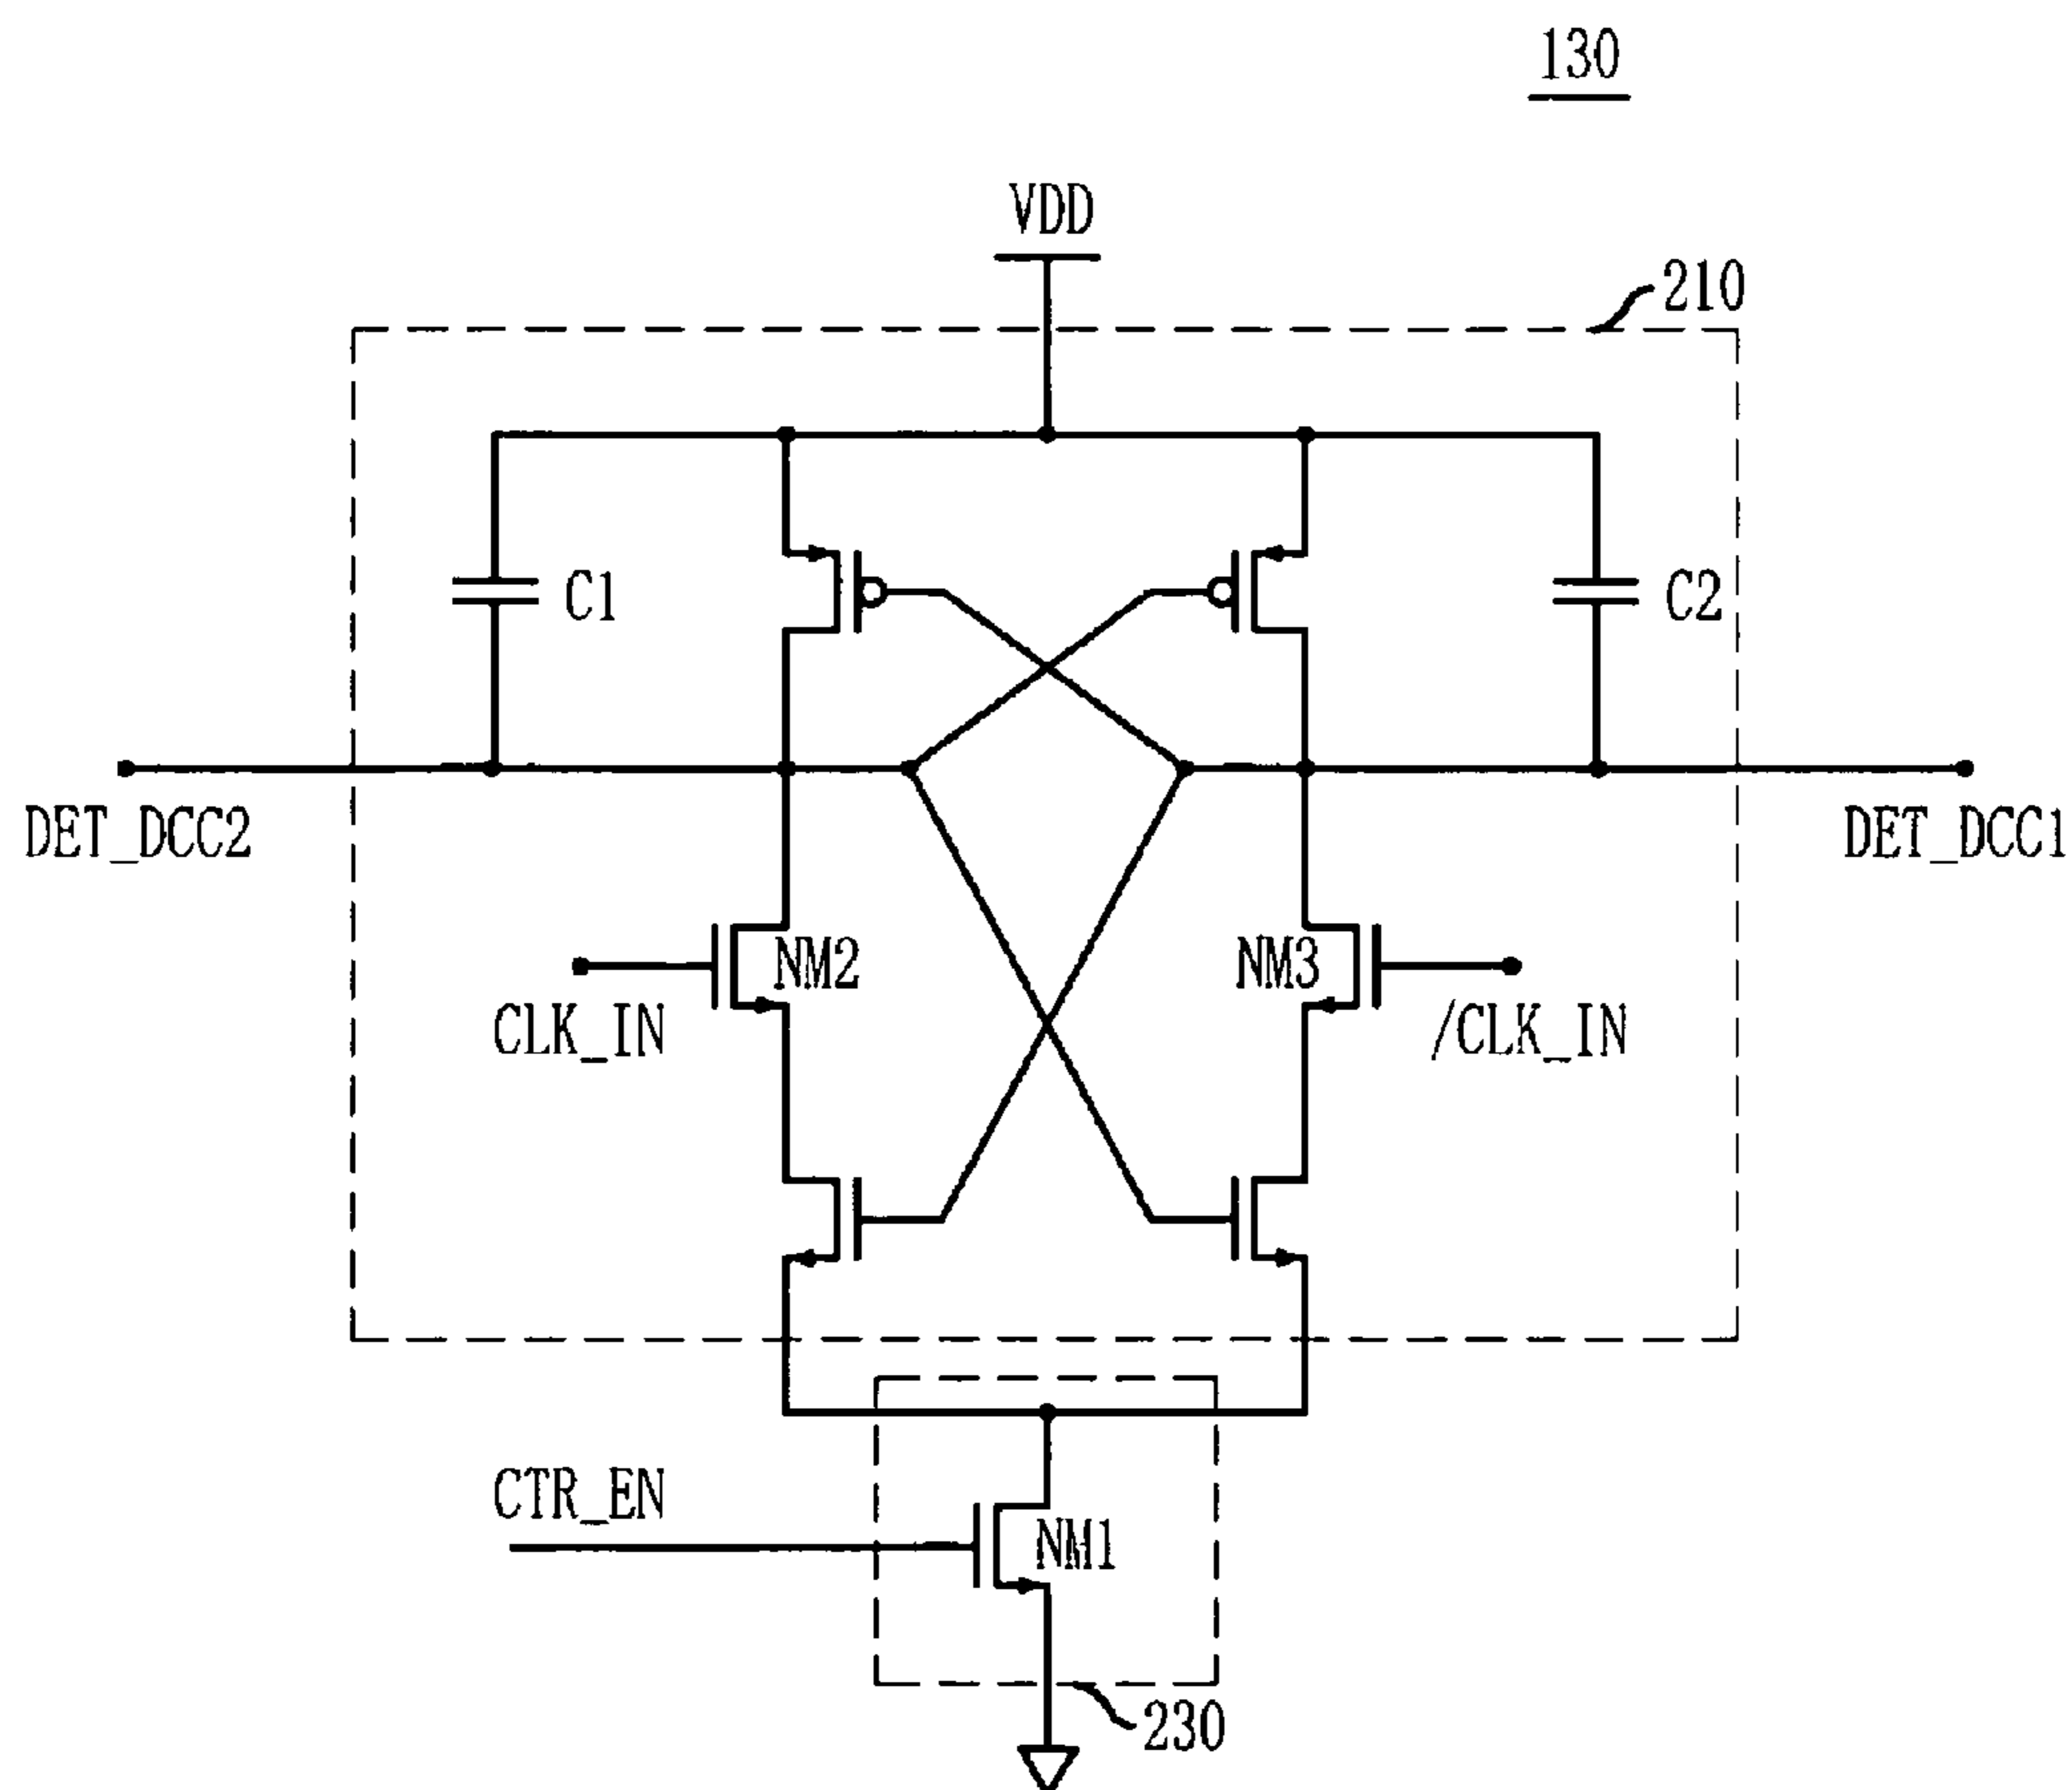 130
VDD
210
C1
C2
DET_DCC2
DET_DCC1
NM2
NM3
CLK_IN
/CLK_IN
CTR_EN
NM1
230